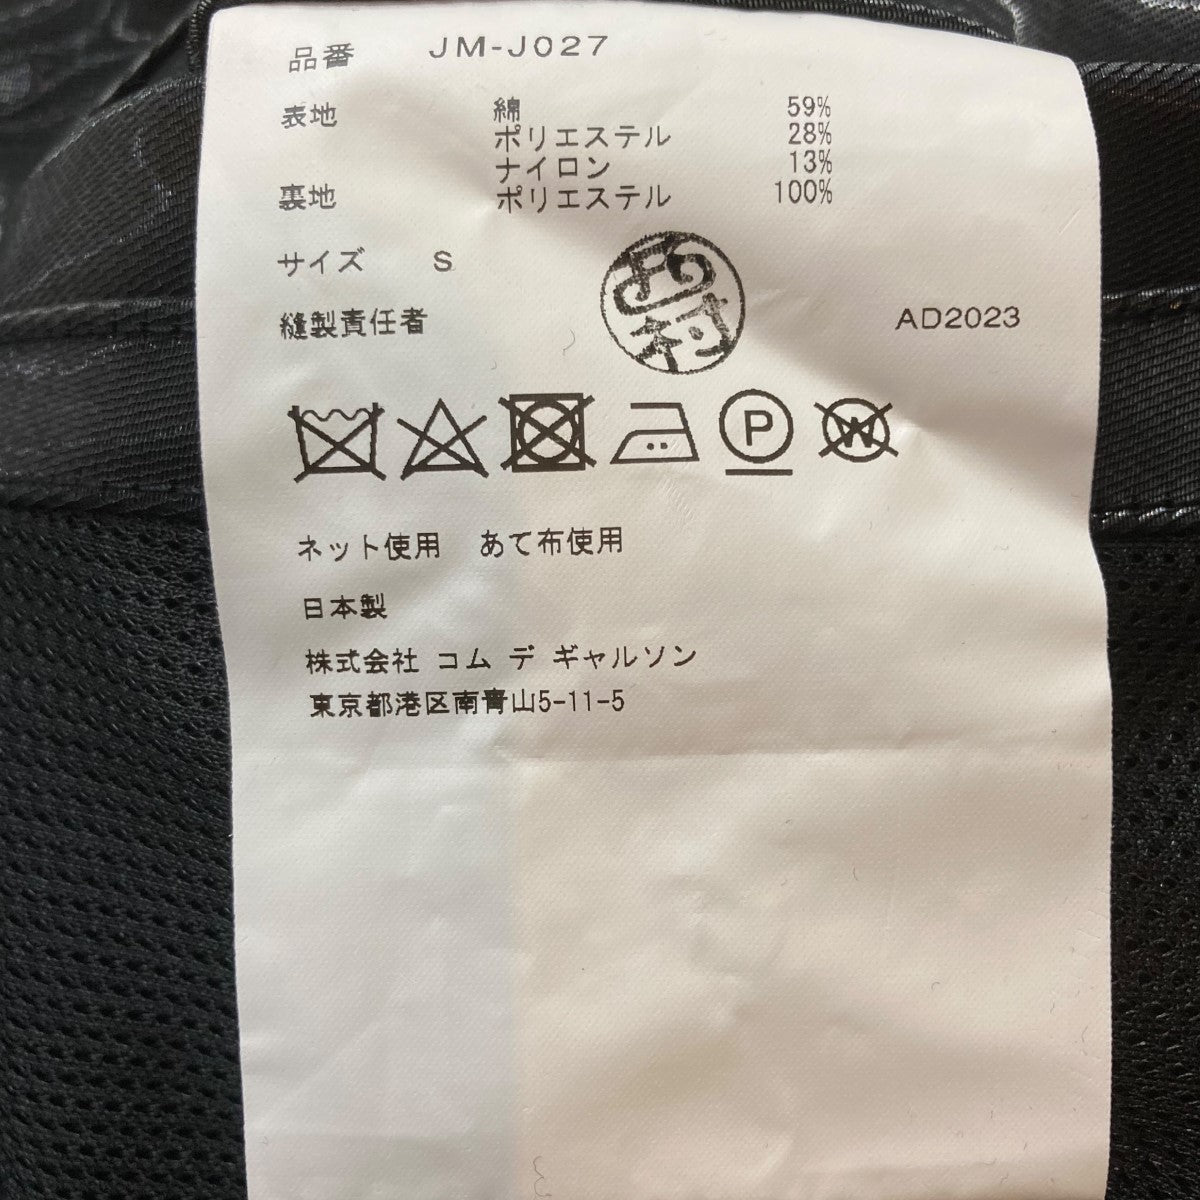 品番 JM-J027
表地 綿 59%
ポリエステル 28%
ナイロン 13%
裏地 ポリエステル 100%
サイズ S
縫製責任者 AD2023
P
W
ネット使用 あて布使用
日本製
株式会社 コム デ ギャルソン
東京都港区南青山5-11-5